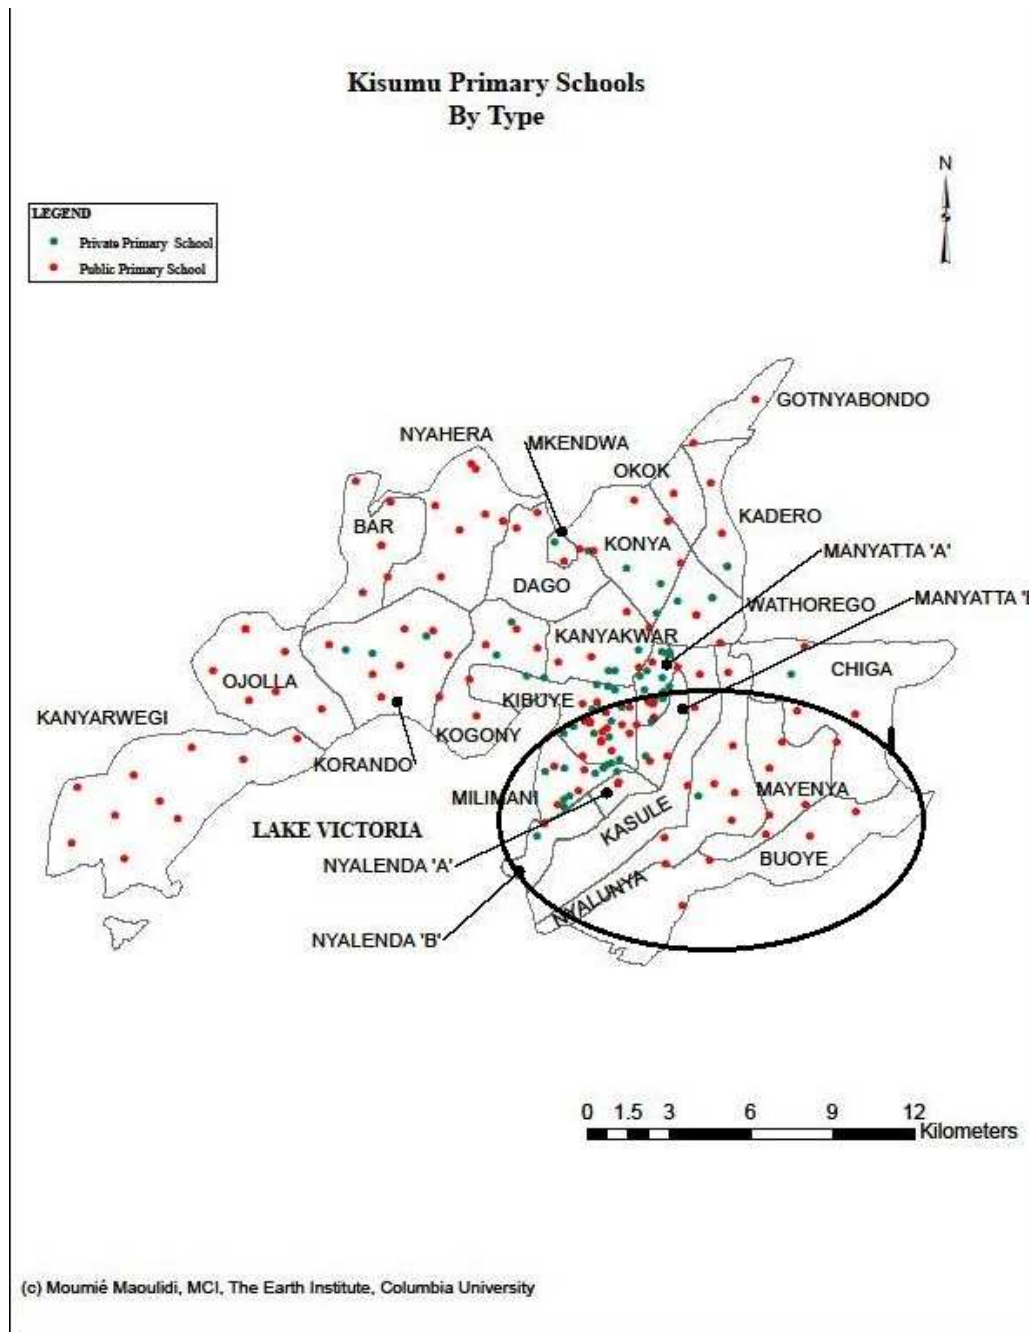 Kisumu Primary Schools
By Type
N
LEGEND
Private Primary School
Public Primary School
GOTNYABONDO
NYAHERA
MKENDWA
OKOK
BAR
KADERO
KONYA
MANYATTA 'A'
DAGO
WATHOREGO
MANYATTA 'B
KANYAKWAR
CHIGA
OJOLLA
KIBUYE
KANYARWEGI
KOGONY
KORANDO
MAYENYA
MILIMANI
KASULE
LAKE VICTORIA
BUOYE
NYALENDA 'A'
NYALUNYA
NYALENDA 'B'
0 1.5 3 6 9 12
Kilometers
(c) Moumié Maoulidi, MCI, The Earth Institute, Columbia University